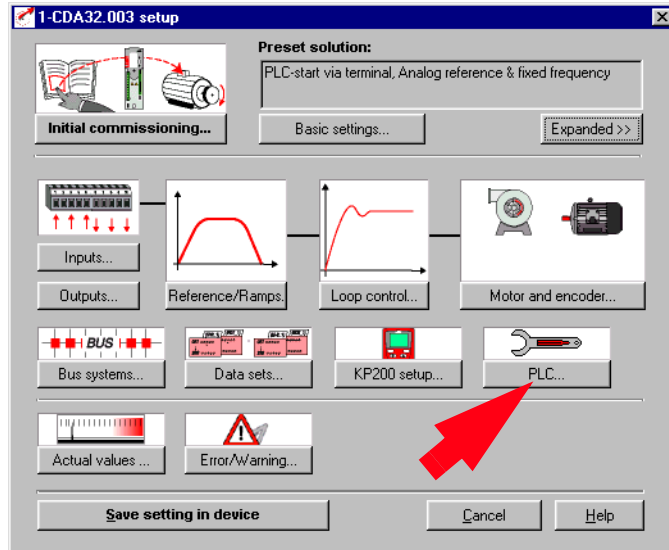 1-CDA32.003 setup
Preset solution:
PLC-start via terminal, Analog reference & fixed frequency
Initial commissioning...
Basic settings...
Expanded >>
Inputs...
Outputs...
Reference/Ramps.
Loop control...
Motor and encoder...
BUS
Bus systems...
Data sets...
KP200 setup...
PLC...
Actual values ...
Error/Warning...
Save setting in device
Cancel
Help